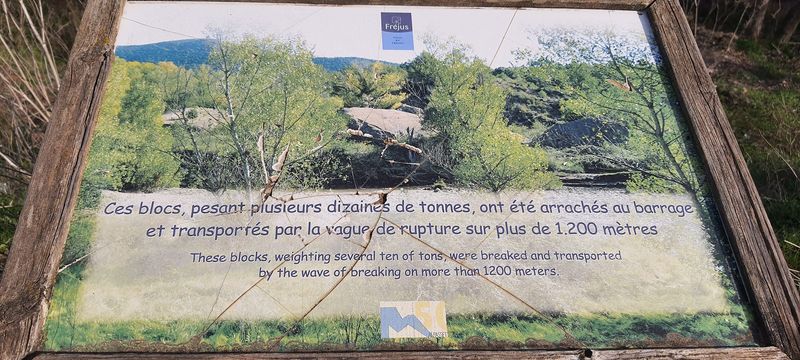 Fréjus
Ces blocs, pesant plusieurs dizaines de tonnes, ont été arrachés au barrage
et transportés par la vague de rupture sur plus de 1.200 mètres
These blocks, weighting several ten of tons, were breaked and transported
by the wave of breaking on more than 1200 meters.